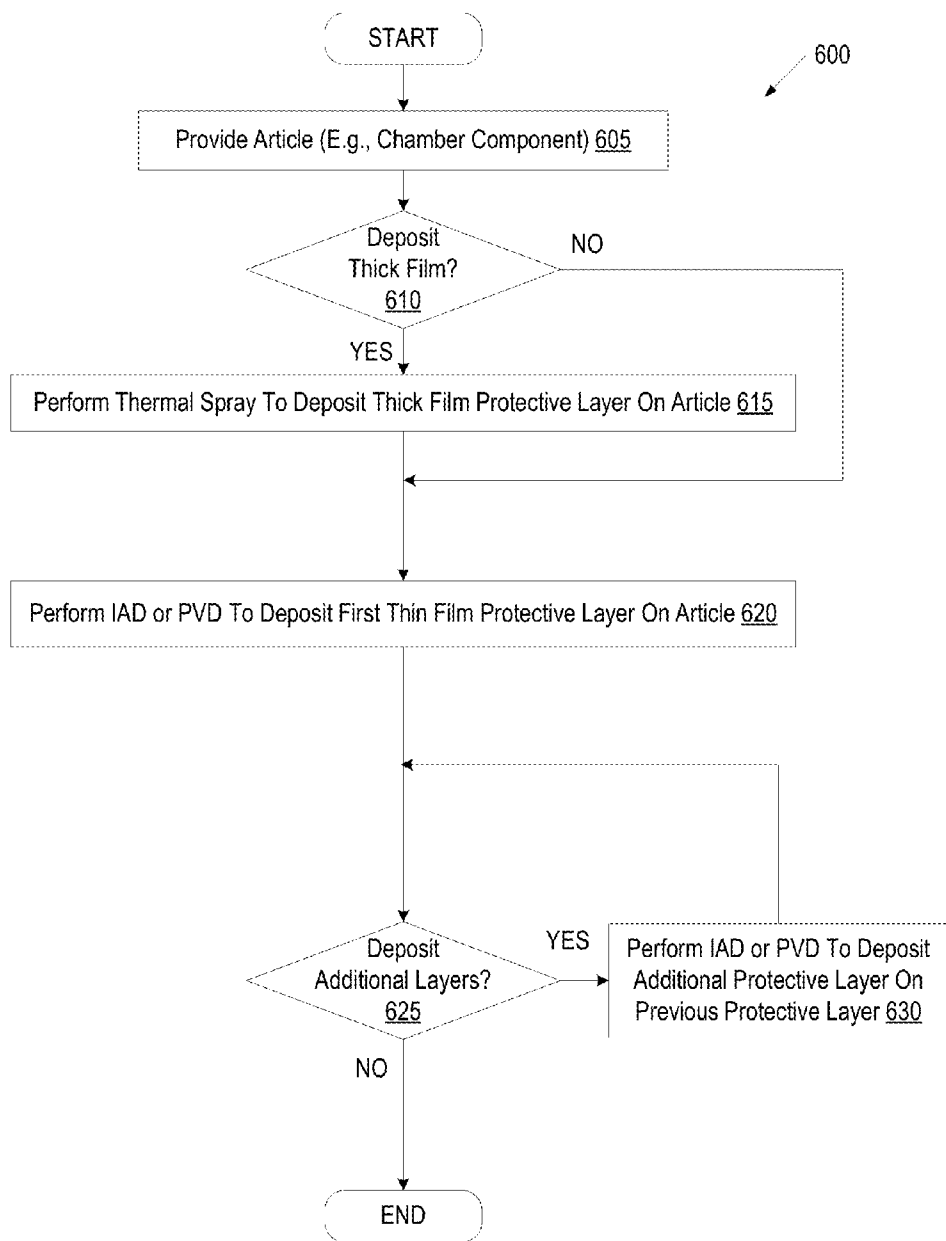 START
600
Provide Article (E.g., Chamber Component) 605
Deposit
Thick Film?
610
NO
YES
Perform Thermal Spray To Deposit Thick Film Protective Layer On Article 615
Perform IAD or PVD To Deposit First Thin Film Protective Layer On Article 620
Deposit
Additional Layers?
625
YES
Perform IAD or PVD To Deposit
Additional Protective Layer On
Previous Protective Layer 630
NO
END